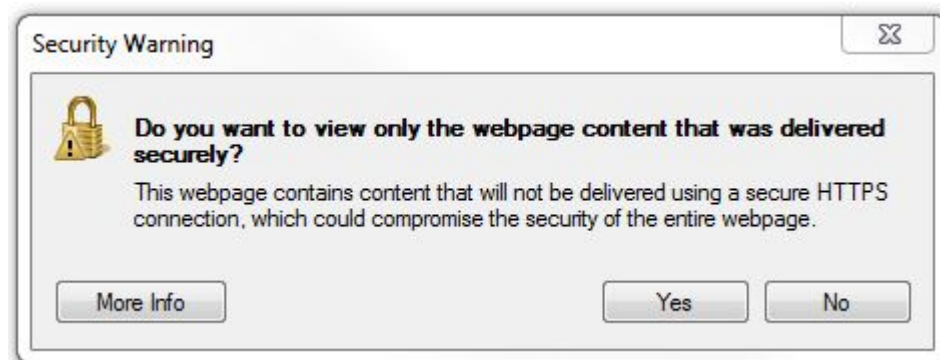 Security Warning
Do you want to view only the webpage content that was delivered
securely?
This webpage contains content that will not be delivered using a secure HTTPS
connection, which could compromise the security of the entire webpage.
More Info
Yes
No